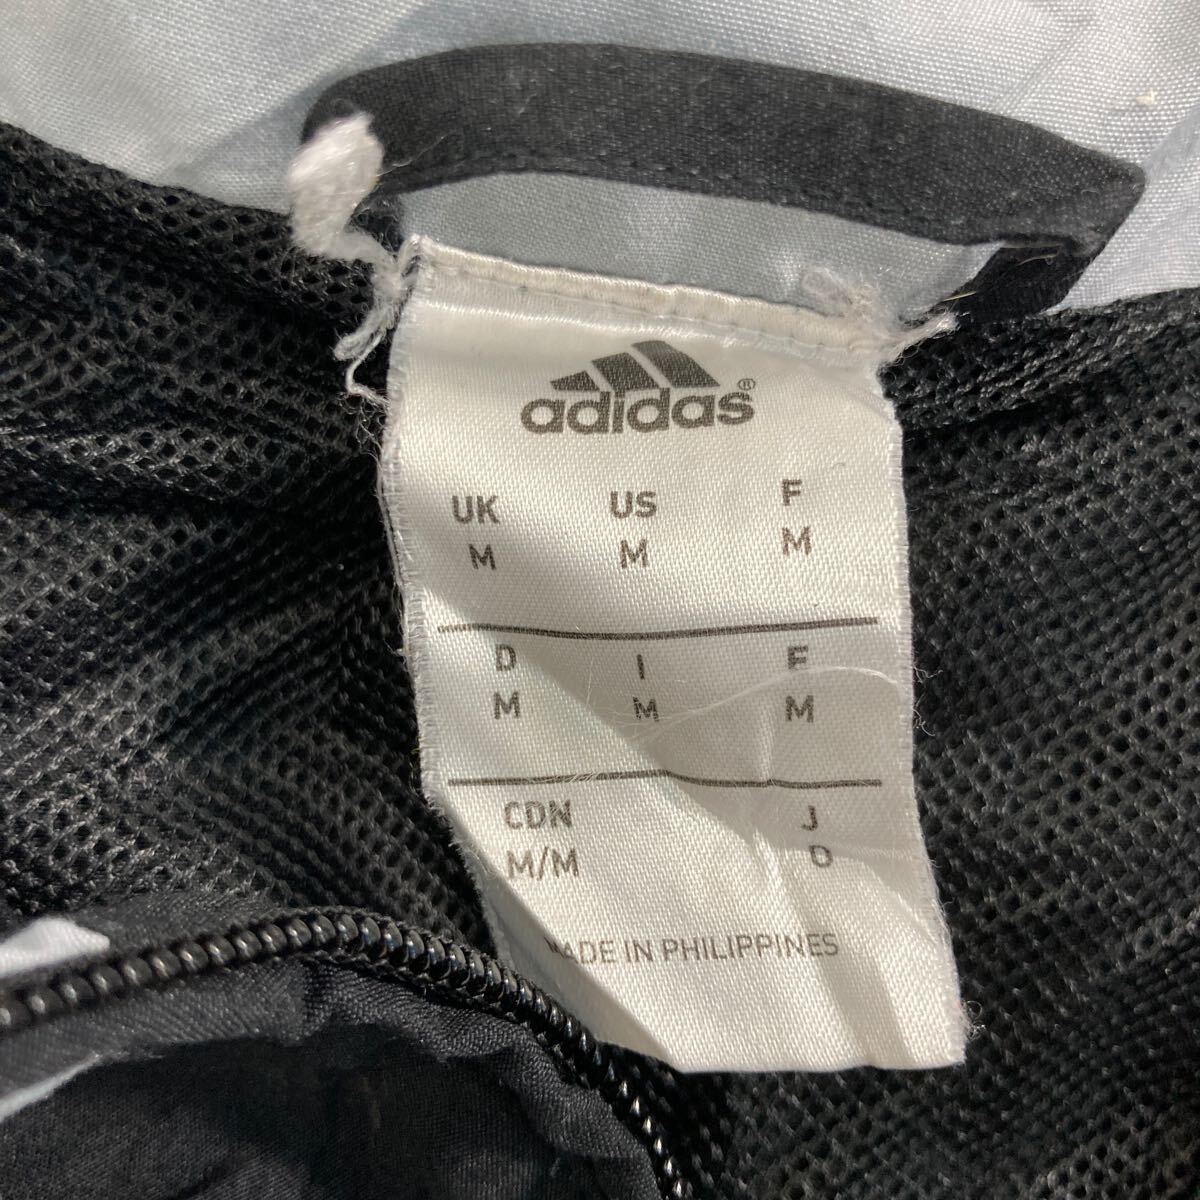 adidas®
UK US F
M M M
D I E
M M M
CDN J
M/M O
MADE IN PHILIPPINES